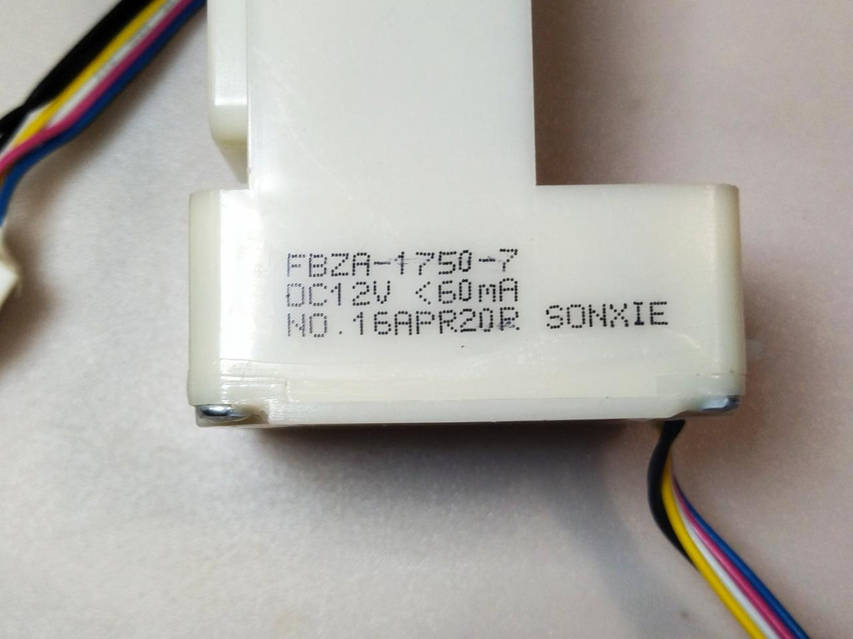 FBZA-1750-7
DC12V <60mA
NO.16APR20R SONXIE